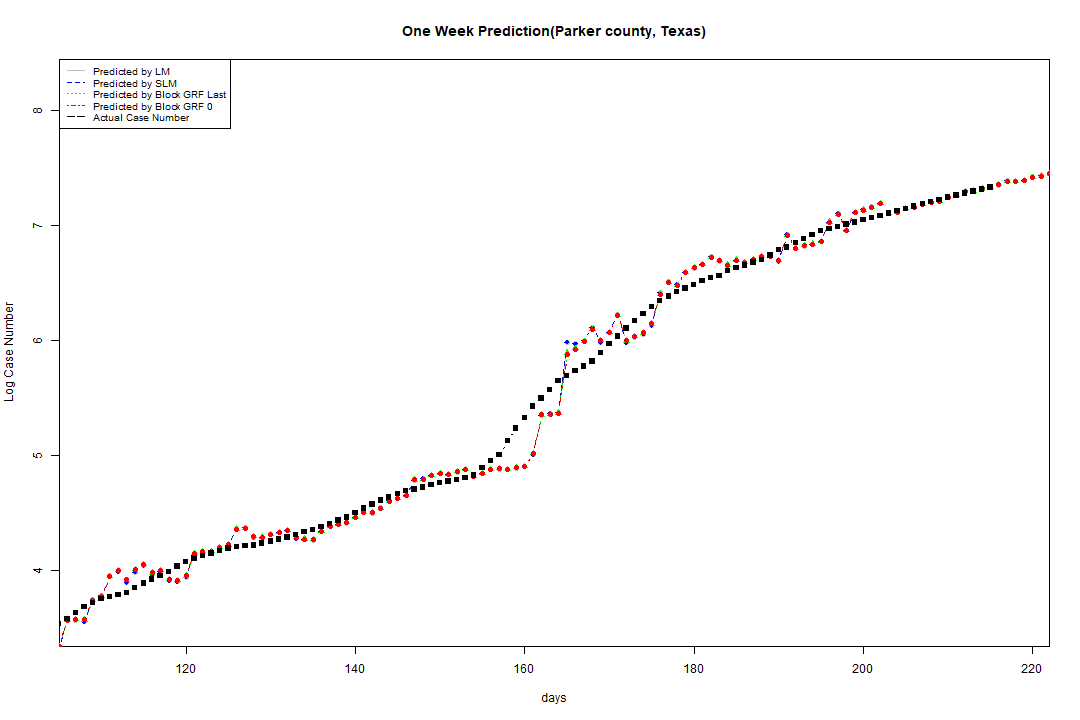 One Week Prediction(Parker county, Texas)
Predicted by LM
Predicted by SLM
Predicted by Block GRF Last
Predicted by Block GRF 0
Actual Case Number
8
7
6
5
4
Log Case Number
120 140 160 180 200 220
days